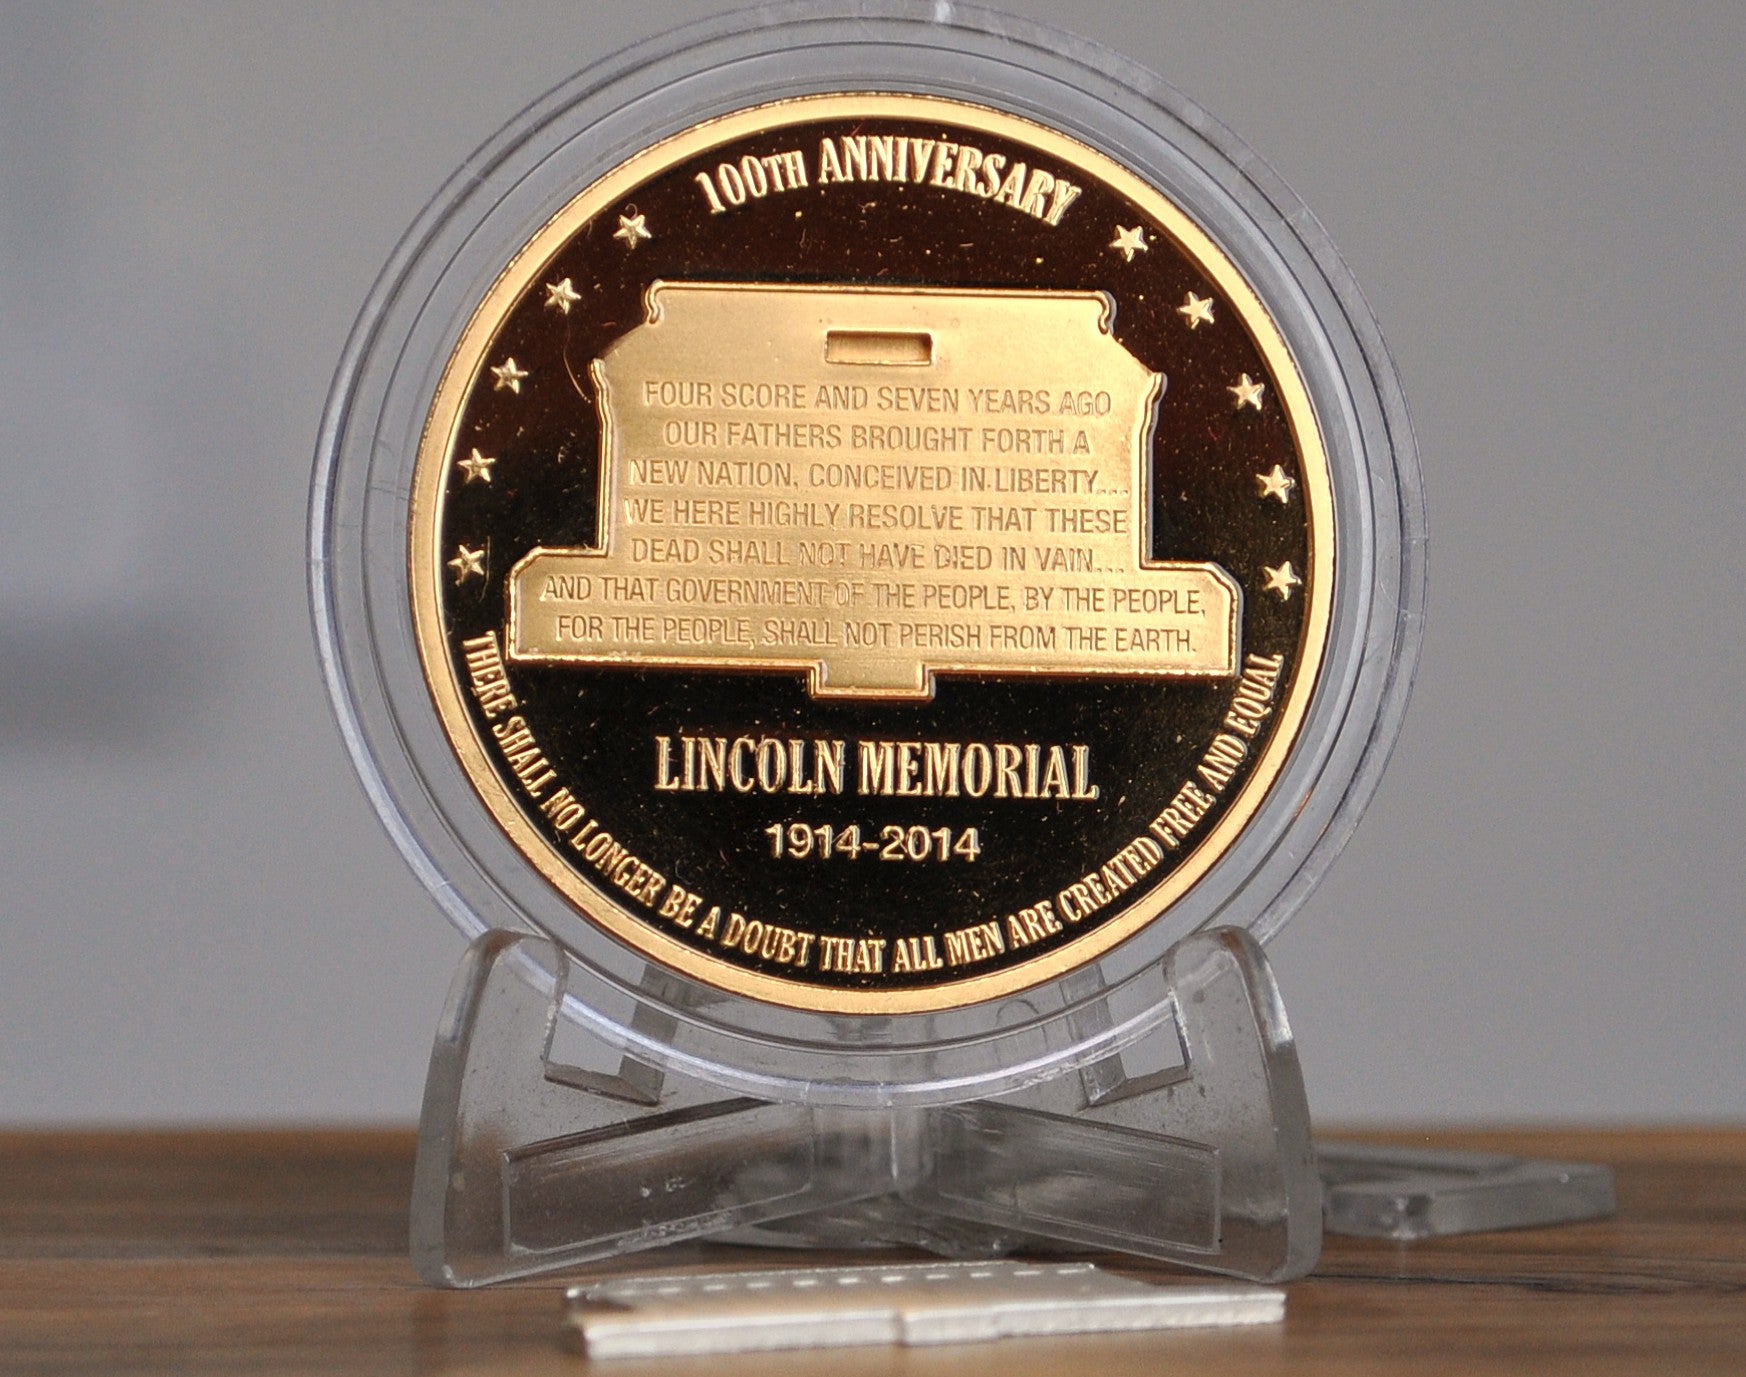 100TH ANNIVERSARY
FOUR SCORE AND SEVEN YEARS AGO
OUR FATHERS BROUGHT FORTH A
NEW NATION, CONCEIVED IN LIBERTY...
WE HERE HIGHLY RESOLVE THAT THESE
DEAD SHALL NOT HAVE DIED IN VAIN...
AND THAT GOVERNMENT OF THE PEOPLE, BY THE PEOPLE,
FOR THE PEOPLE, SHALL NOT PERISH FROM THE EARTH.
LINCOLN MEMORIAL
1914-2014
THERE SHALL NO LONGER BE A DOUBT THAT ALL MEN ARE CREATED FREE AND EQUAL